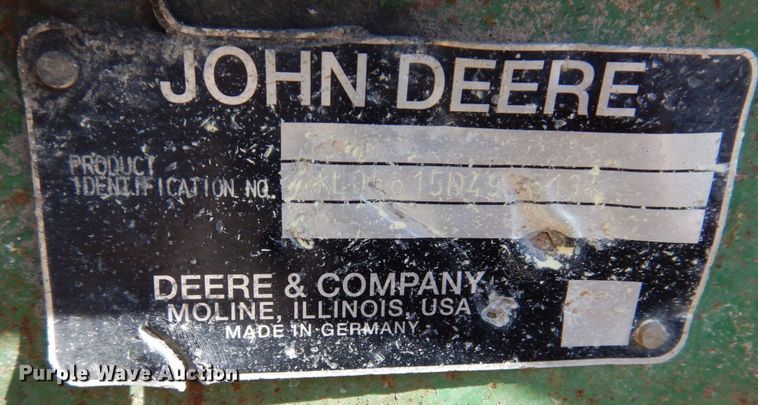 JOHN DEERE
PRODUCT
IDENTIFICATION NO.
DEERE & COMPANY
MOLINE, ILLINOIS, USA
MADE IN GERMANY
Purple Wave Auction